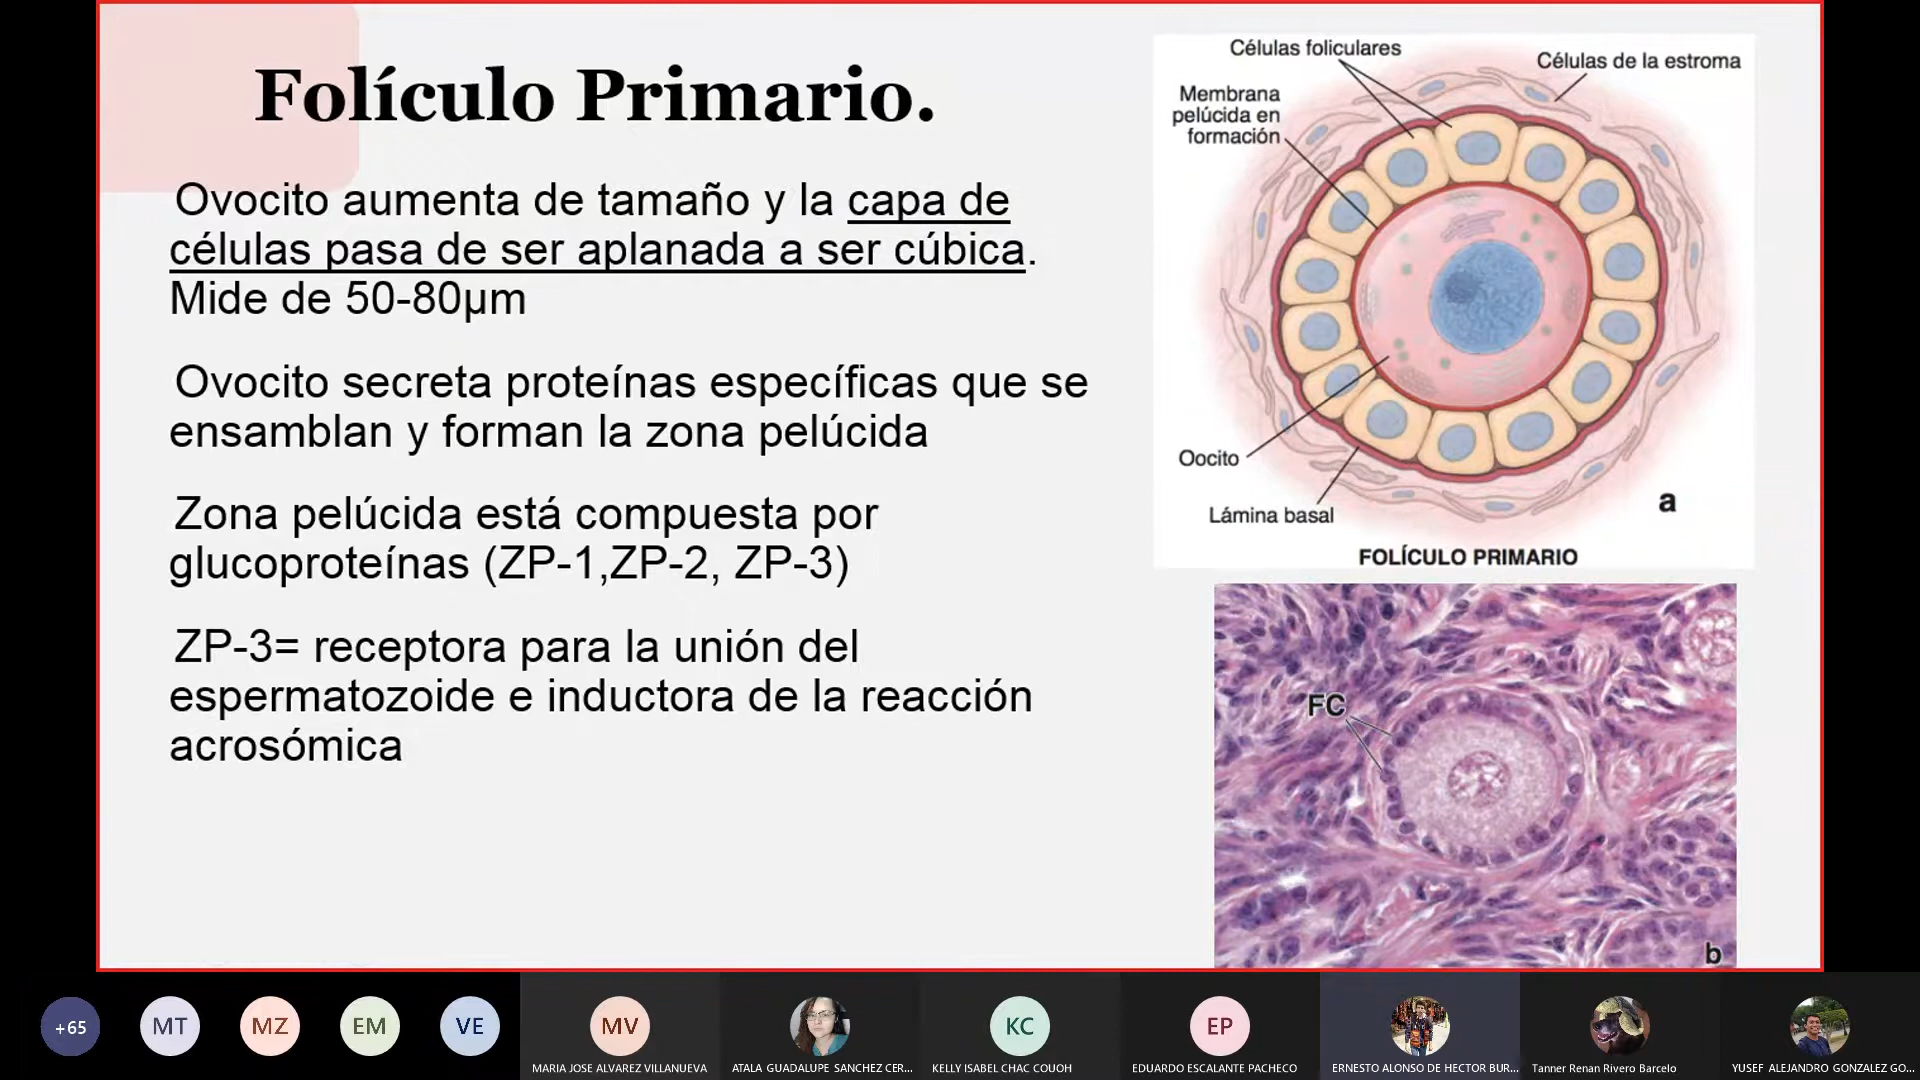 Folículo Primario.
Ovocito aumenta de tamaño y la capa de
células pasa de ser aplanada a ser cúbica.
Mide de 50-80µm
Ovocito secreta proteínas específicas que se
ensamblan y forman la zona pelúcida
Zona pelúcida está compuesta por
glucoproteínas (ZP-1,ZP-2, ZP-3)
ZP-3= receptora para la unión del
espermatozoide e inductora de la reacción
acrosómica
Células foliculares
Células de la estroma
Membrana
pelúcida en
formación
Oocito
Lámina basal
a
FOLÍCULO PRIMARIO
FC
b
+65
MT
MZ
EM
VE
MV
KC
EP
MARIA JOSE ALVAREZ VILLANUEVA
ATALA GUADALUPE SANCHEZ CER...
KELLY ISABEL CHAC COUOH
EDUARDO ESCALANTE PACHECO
ERNESTO ALONSO DE HECTOR BUR...
Tanner Renan Rivero Barcelo
YUSEF ALEJANDRO GONZALEZ GO...